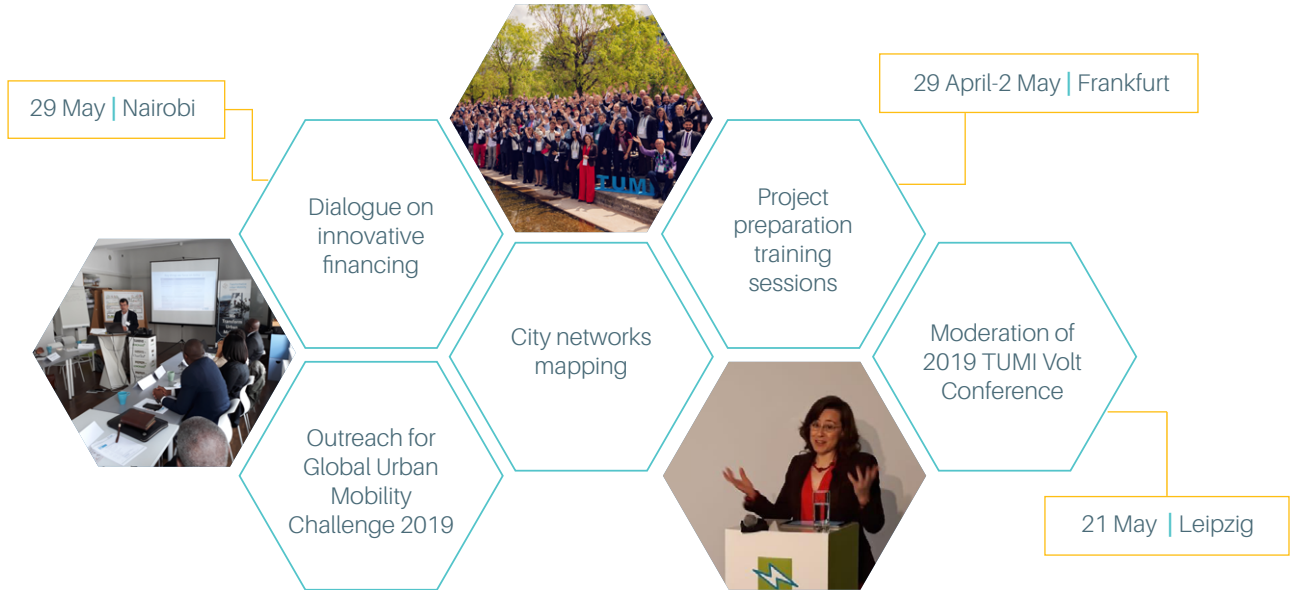 29 May | Nairobi
29 April-2 May | Frankfurt
Dialogue on
innovative
financing
Project
preparation
training
sessions
TUMI
City networks
mapping
Moderation of
2019 TUMI Volt
Conference
Outreach for
Global Urban
Mobility
Challenge 2019
21 May | Leipzig